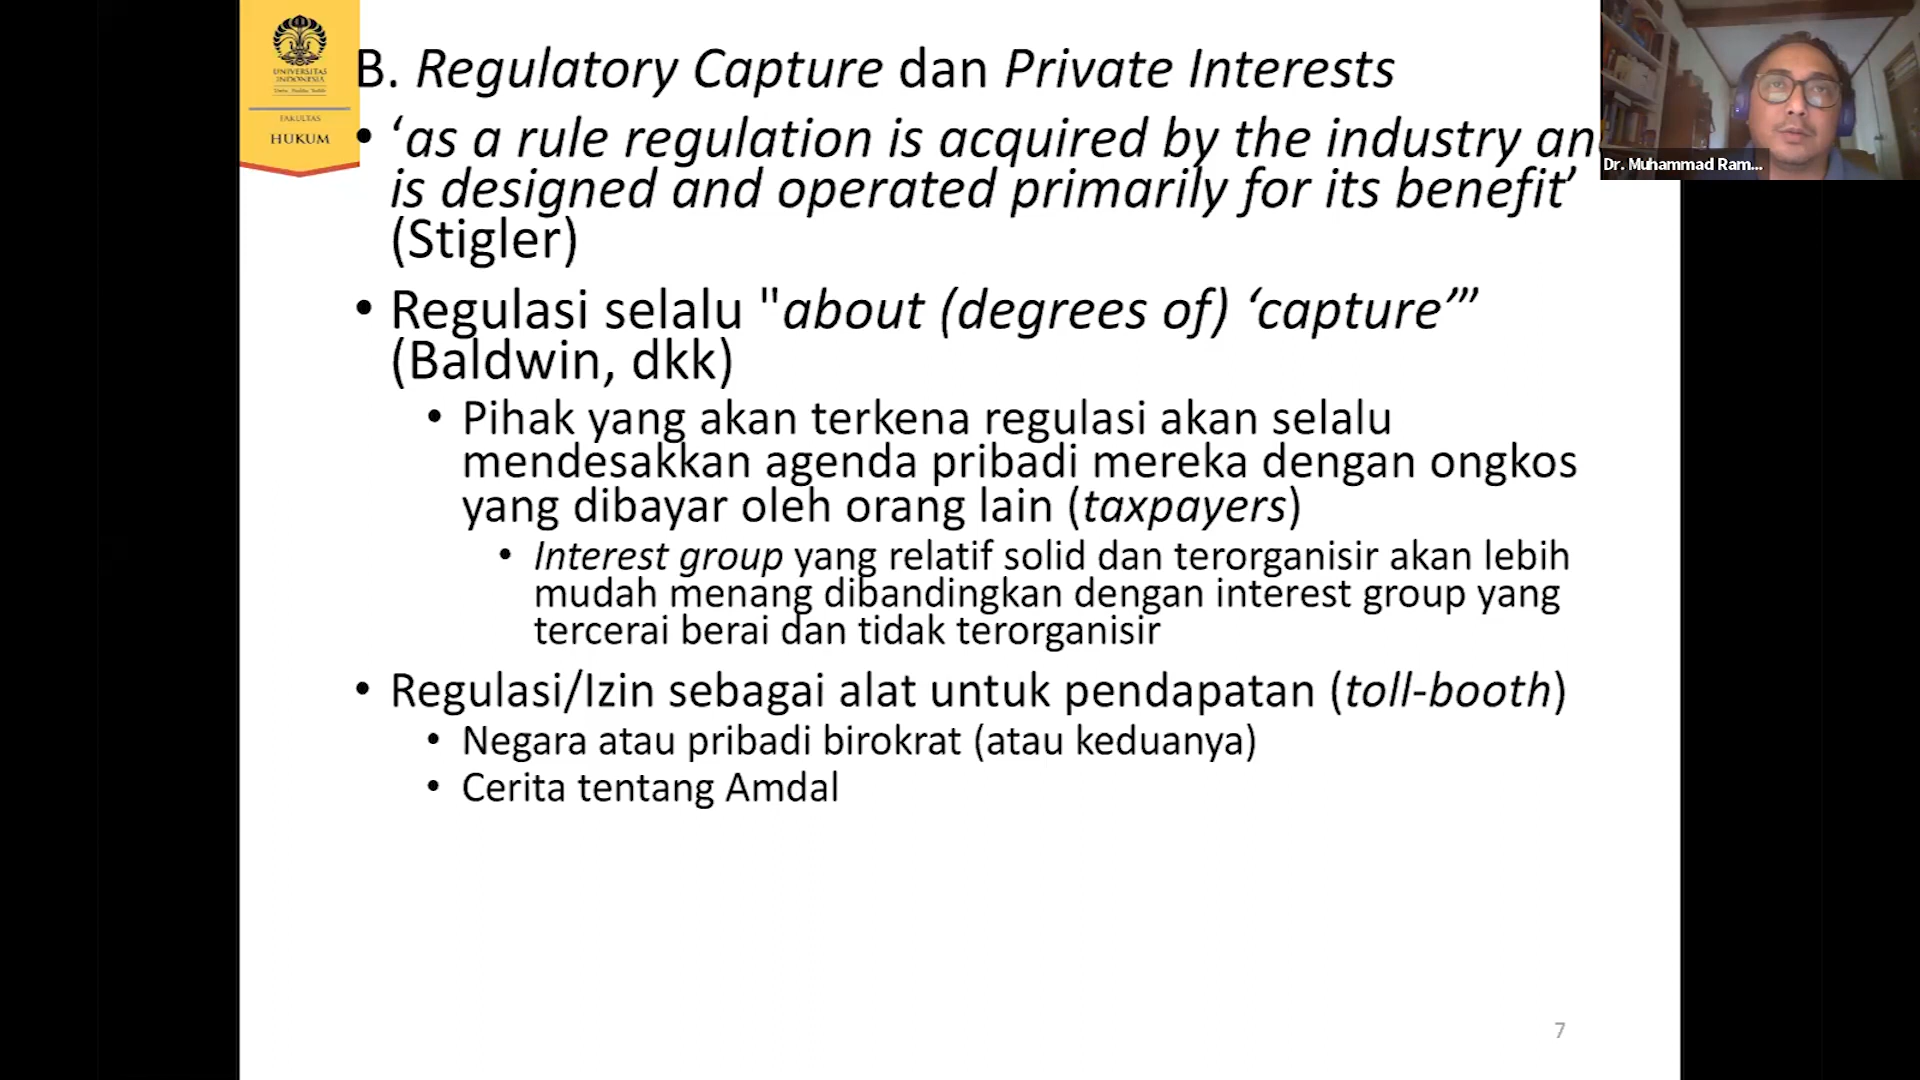 UNIVERSITAS
INDONESIA
FAKULTAS
HUKUM
B. Regulatory Capture dan Private Interests
• ‘as a rule regulation is acquired by the industry an
is designed and operated primarily for its benefit’
(Stigler)
• Regulasi selalu "about (degrees of) ‘capture’”
(Baldwin, dkk)
• Pihak yang akan terkena regulasi akan selalu
mendesakkan agenda pribadi mereka dengan ongkos
yang dibayar oleh orang lain (taxpayers)
• Interest group yang relatif solid dan terorganisir akan lebih
mudah menang dibandingkan dengan interest group yang
tercerai berai dan tidak terorganisir
• Regulasi/Izin sebagai alat untuk pendapatan (toll-booth)
• Negara atau pribadi birokrat (atau keduanya)
• Cerita tentang Amdal
7
Dr. Muhammad Ram...